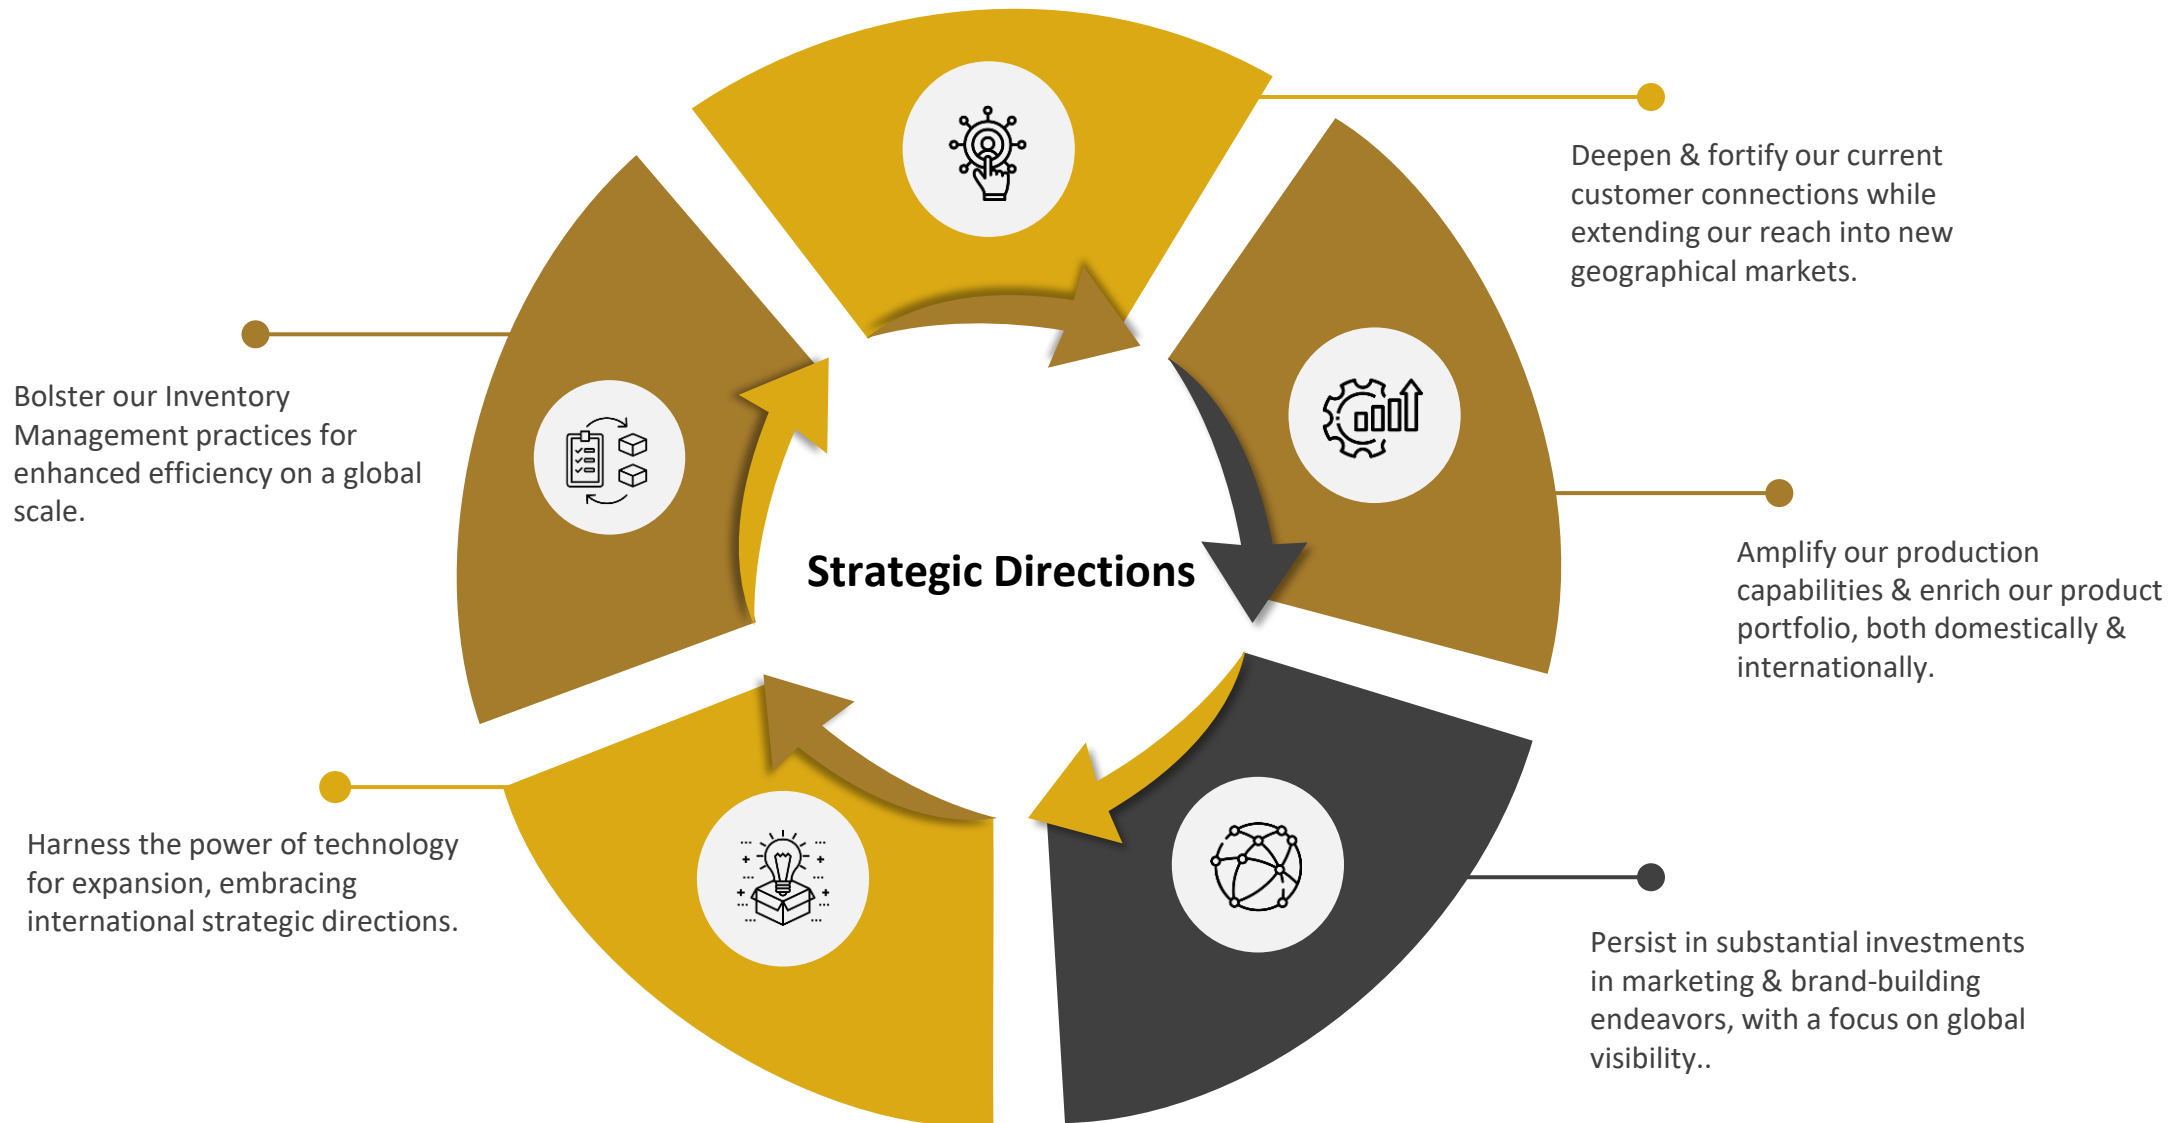 Strategic Directions
Deepen & fortify our current
customer connections while
extending our reach into new
geographical markets.
Amplify our production
capabilities & enrich our product
portfolio, both domestically &
internationally.
Persist in substantial investments
in marketing & brand-building
endeavors, with a focus on global
visibility..
Harness the power of technology
for expansion, embracing
international strategic directions.
Bolster our Inventory
Management practices for
enhanced efficiency on a global
scale.